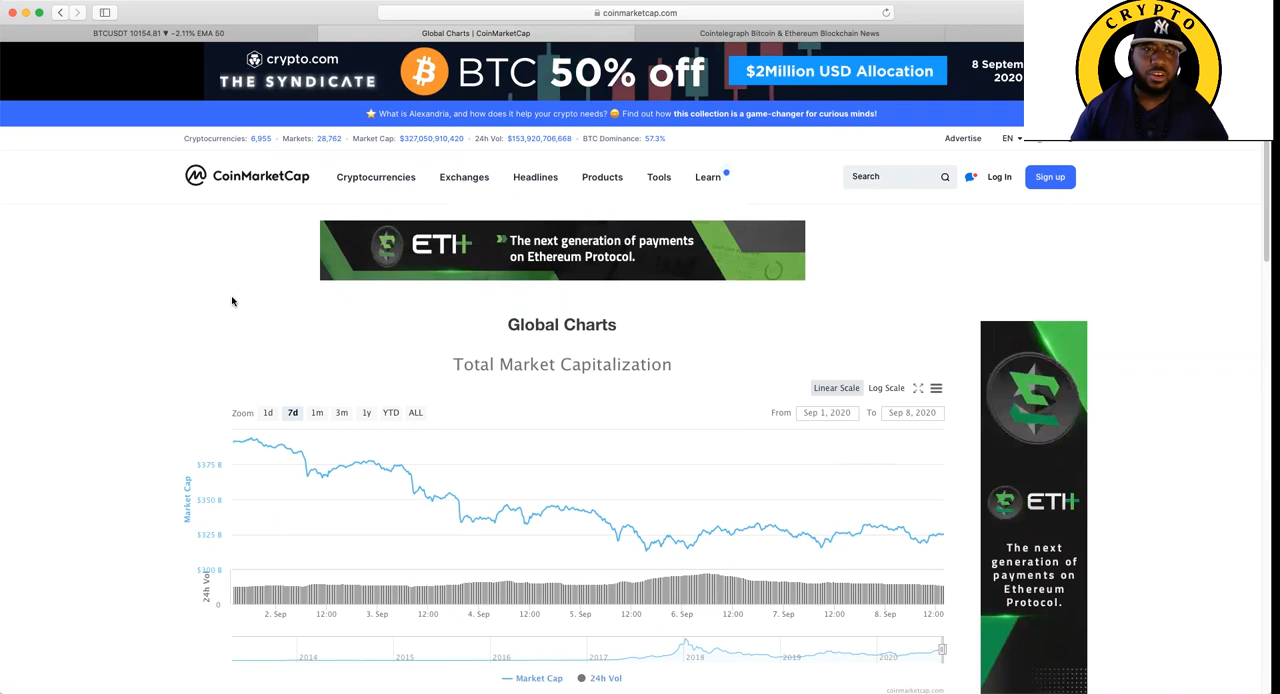 coinmarketcap.com
BTCUSDT 10154.81 ▼ −2.11% EMA 50
Global Charts | CoinMarketCap
Cointelegraph Bitcoin & Ethereum Blockchain News
crypto.com
THE SYNDICATE
BTC 50% off
$2Million USD Allocation
8 Septem
2020
CRYPTO
What is Alexandria, and how does it help your crypto needs? Find out how this collection is a game-changer for curious minds!
Cryptocurrencies: 6,955 • Markets: 28,762 • Market Cap: $327,050,910,420 • 24h Vol: $153,920,706,668 • BTC Dominance: 57.3%
Advertise
EN
CoinMarketCap
Cryptocurrencies
Exchanges
Headlines
Products
Tools
Learn
Search
Log In
Sign up
ETH
The next generation of payments
on Ethereum Protocol.
Global Charts
Total Market Capitalization
Linear Scale
Log Scale
Zoom 1d 7d 1m 3m 1y YTD ALL
From Sep 1, 2020 To Sep 8, 2020
Market Cap
$375 B
$350 B
$325 B
$300 B
24h Vol
0
2. Sep 12:00 3. Sep 12:00 4. Sep 12:00 5. Sep 12:00 6. Sep 12:00 7. Sep 12:00 8. Sep 12:00
2014 2015 2016 2017 2018 2019 2020
Market Cap 24h Vol
coinmarketcap.com
ETH
The next
generation of
payments on
Ethereum
Protocol.